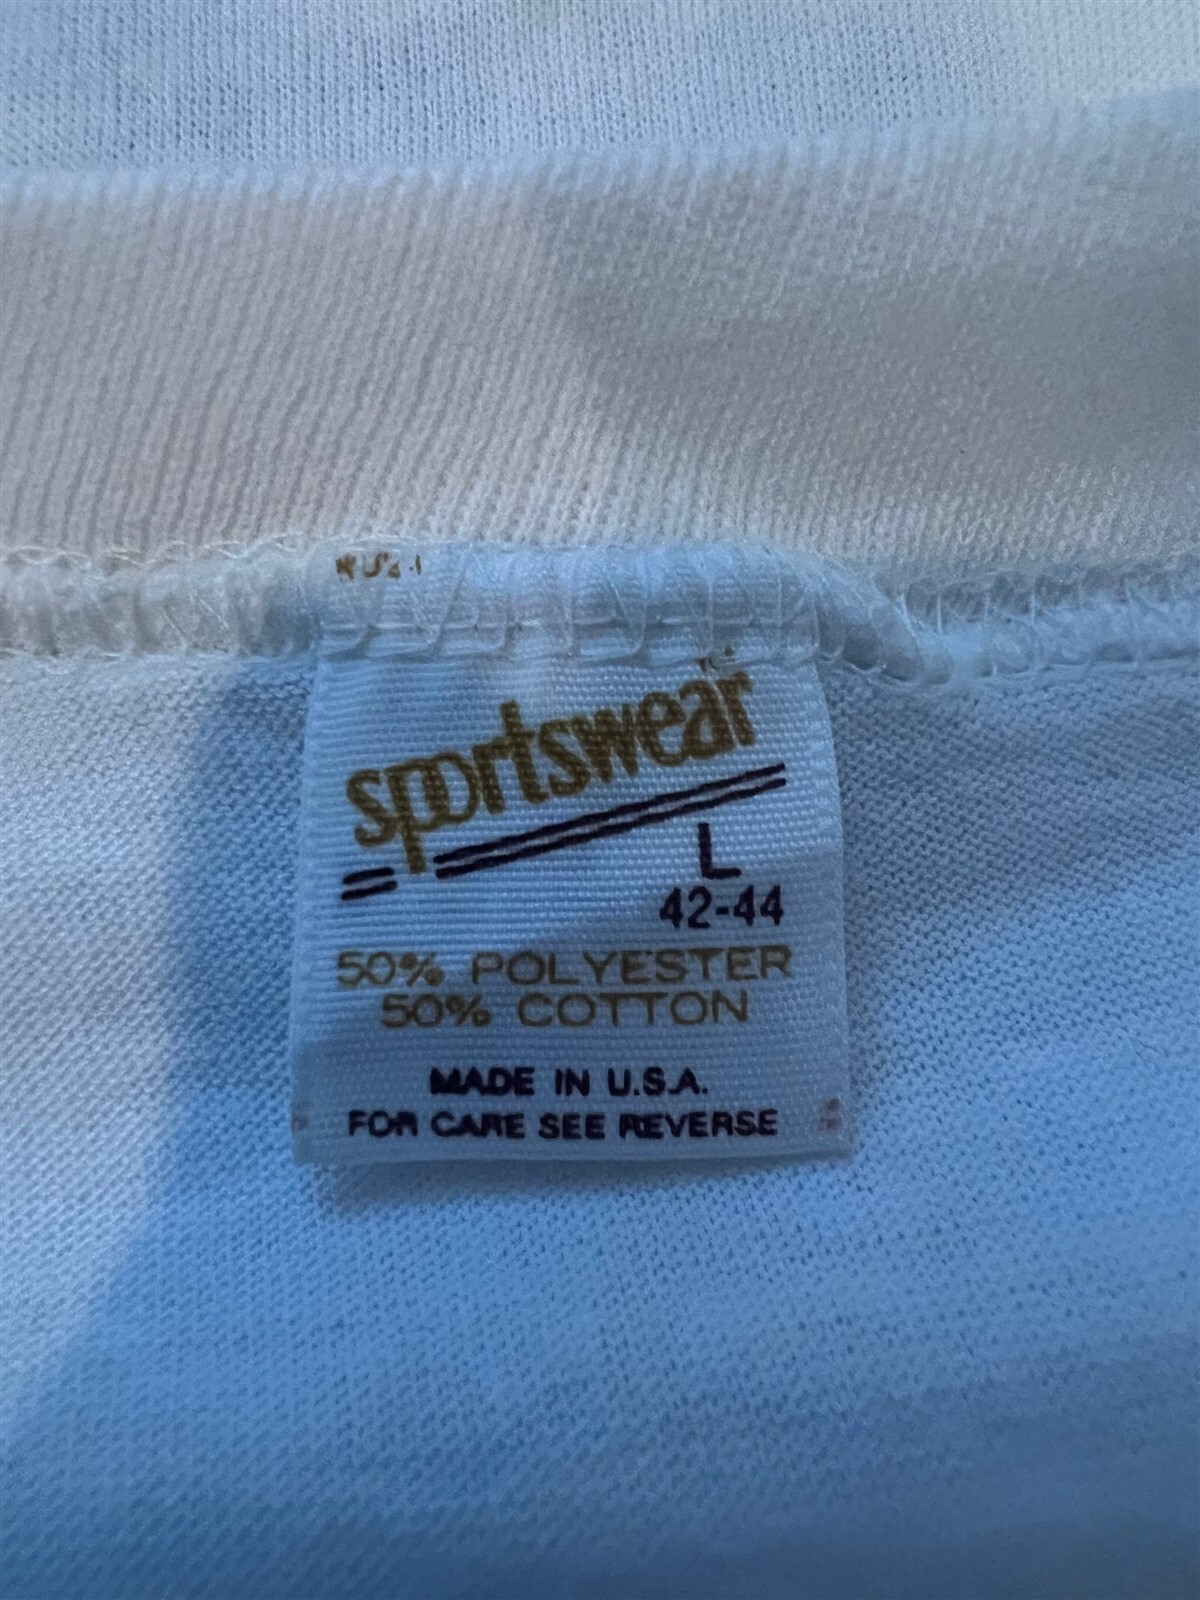 sportswear
L
42-44
50% POLYESTER
50% COTTON
MADE IN U.S.A.
FOR CARE SEE REVERSE